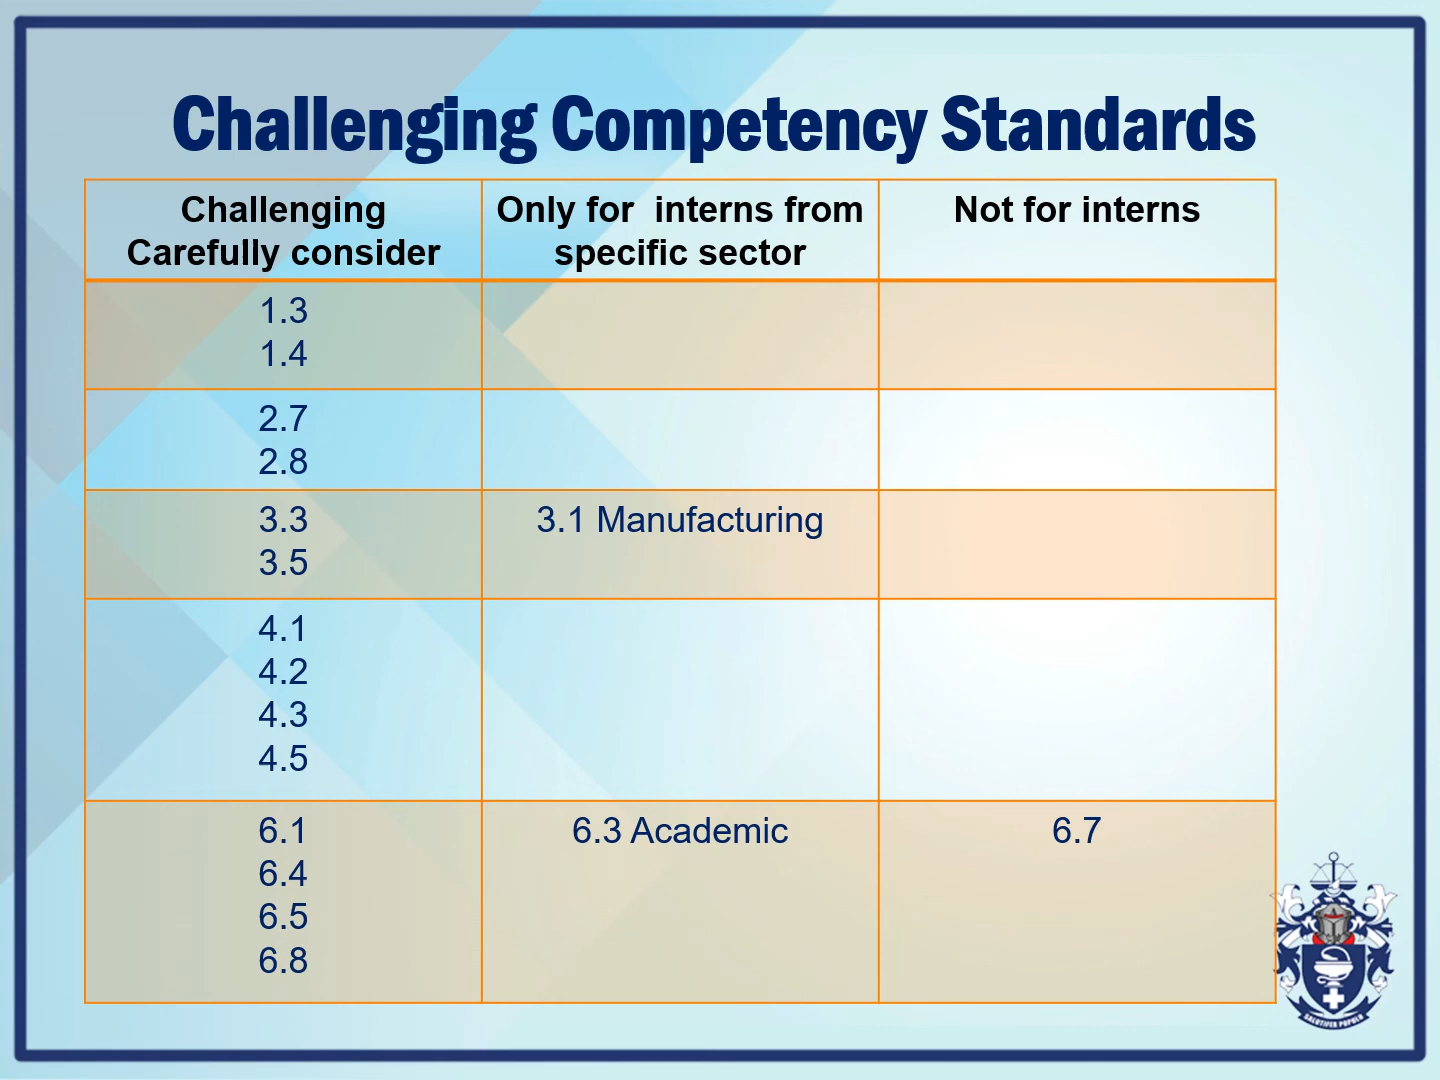 Challenging Competency Standards
Challenging
Carefully consider
Only for  interns from
specific sector
Not for interns
1.3
1.4
2.7
2.8
3.3
3.5
3.1 Manufacturing
4.1
4.2
4.3
4.5
6.1
6.4
6.5
6.8
6.3 Academic
6.7
SALUTIFER POPULO